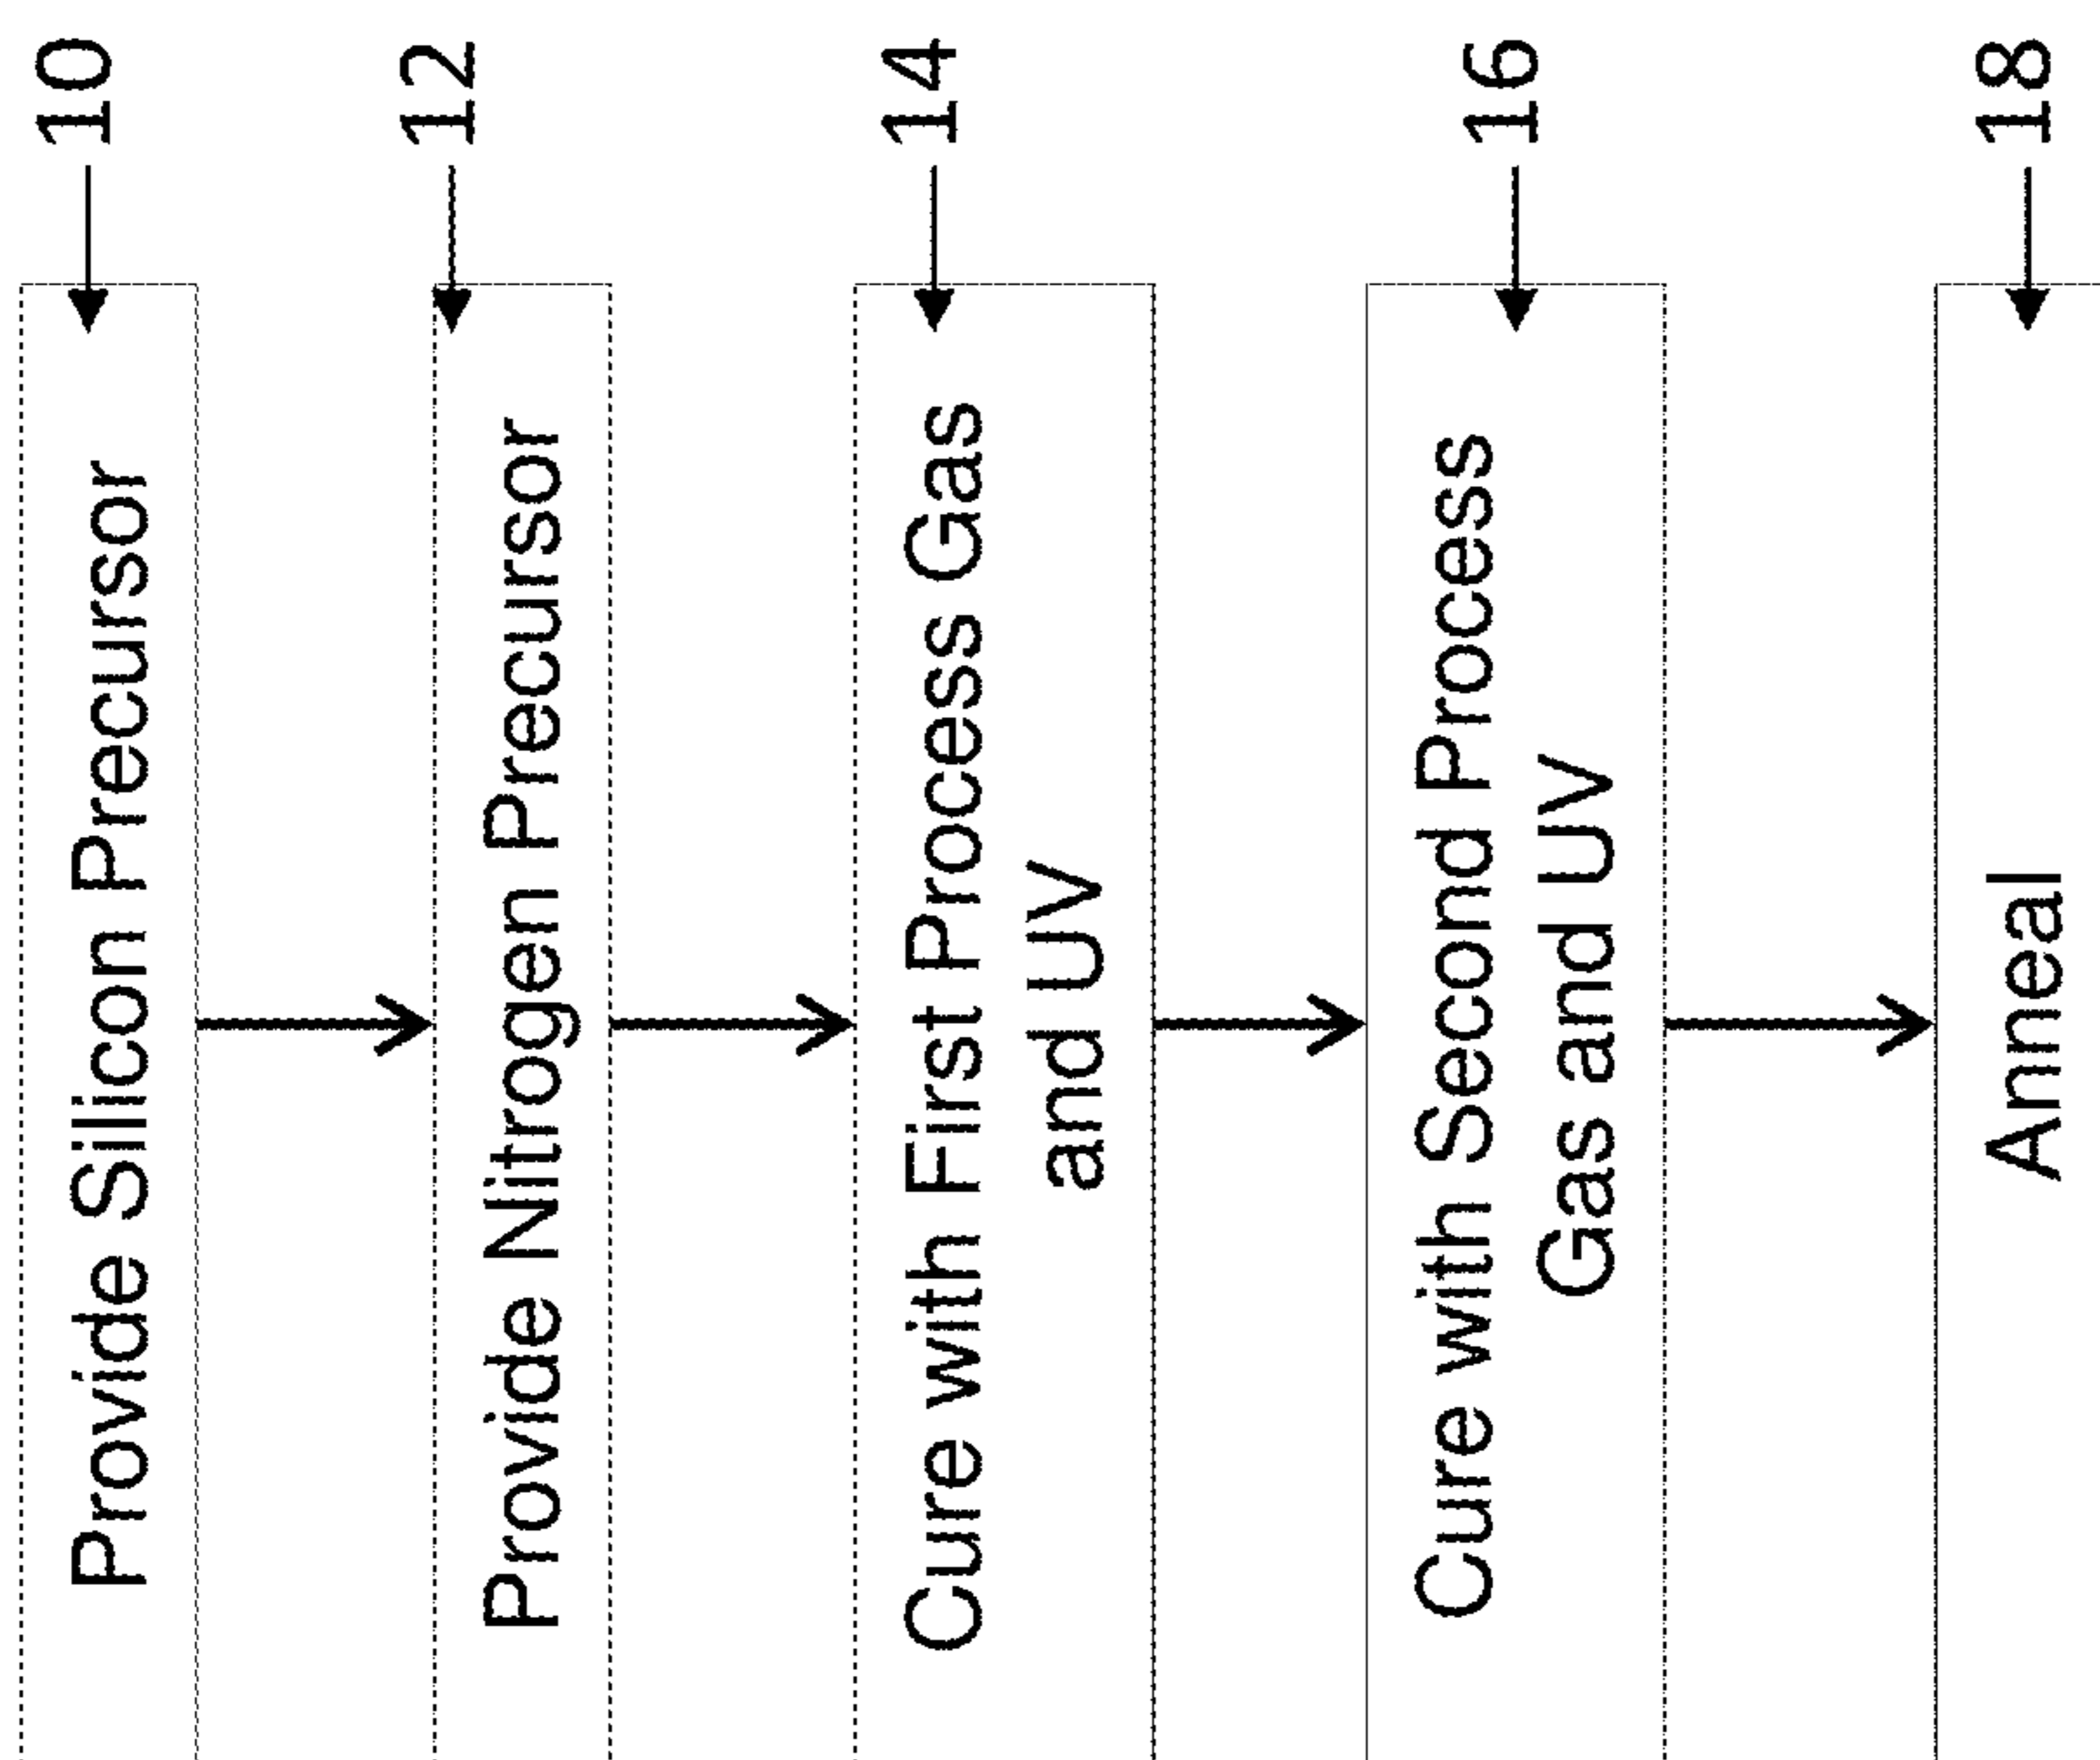 Provide Silicon Precursor
10
Provide Nitrogen Precursor
12
Cure with First Process Gas
and UV
14
Cure with Second Process
Gas and UV
16
Anneal
18